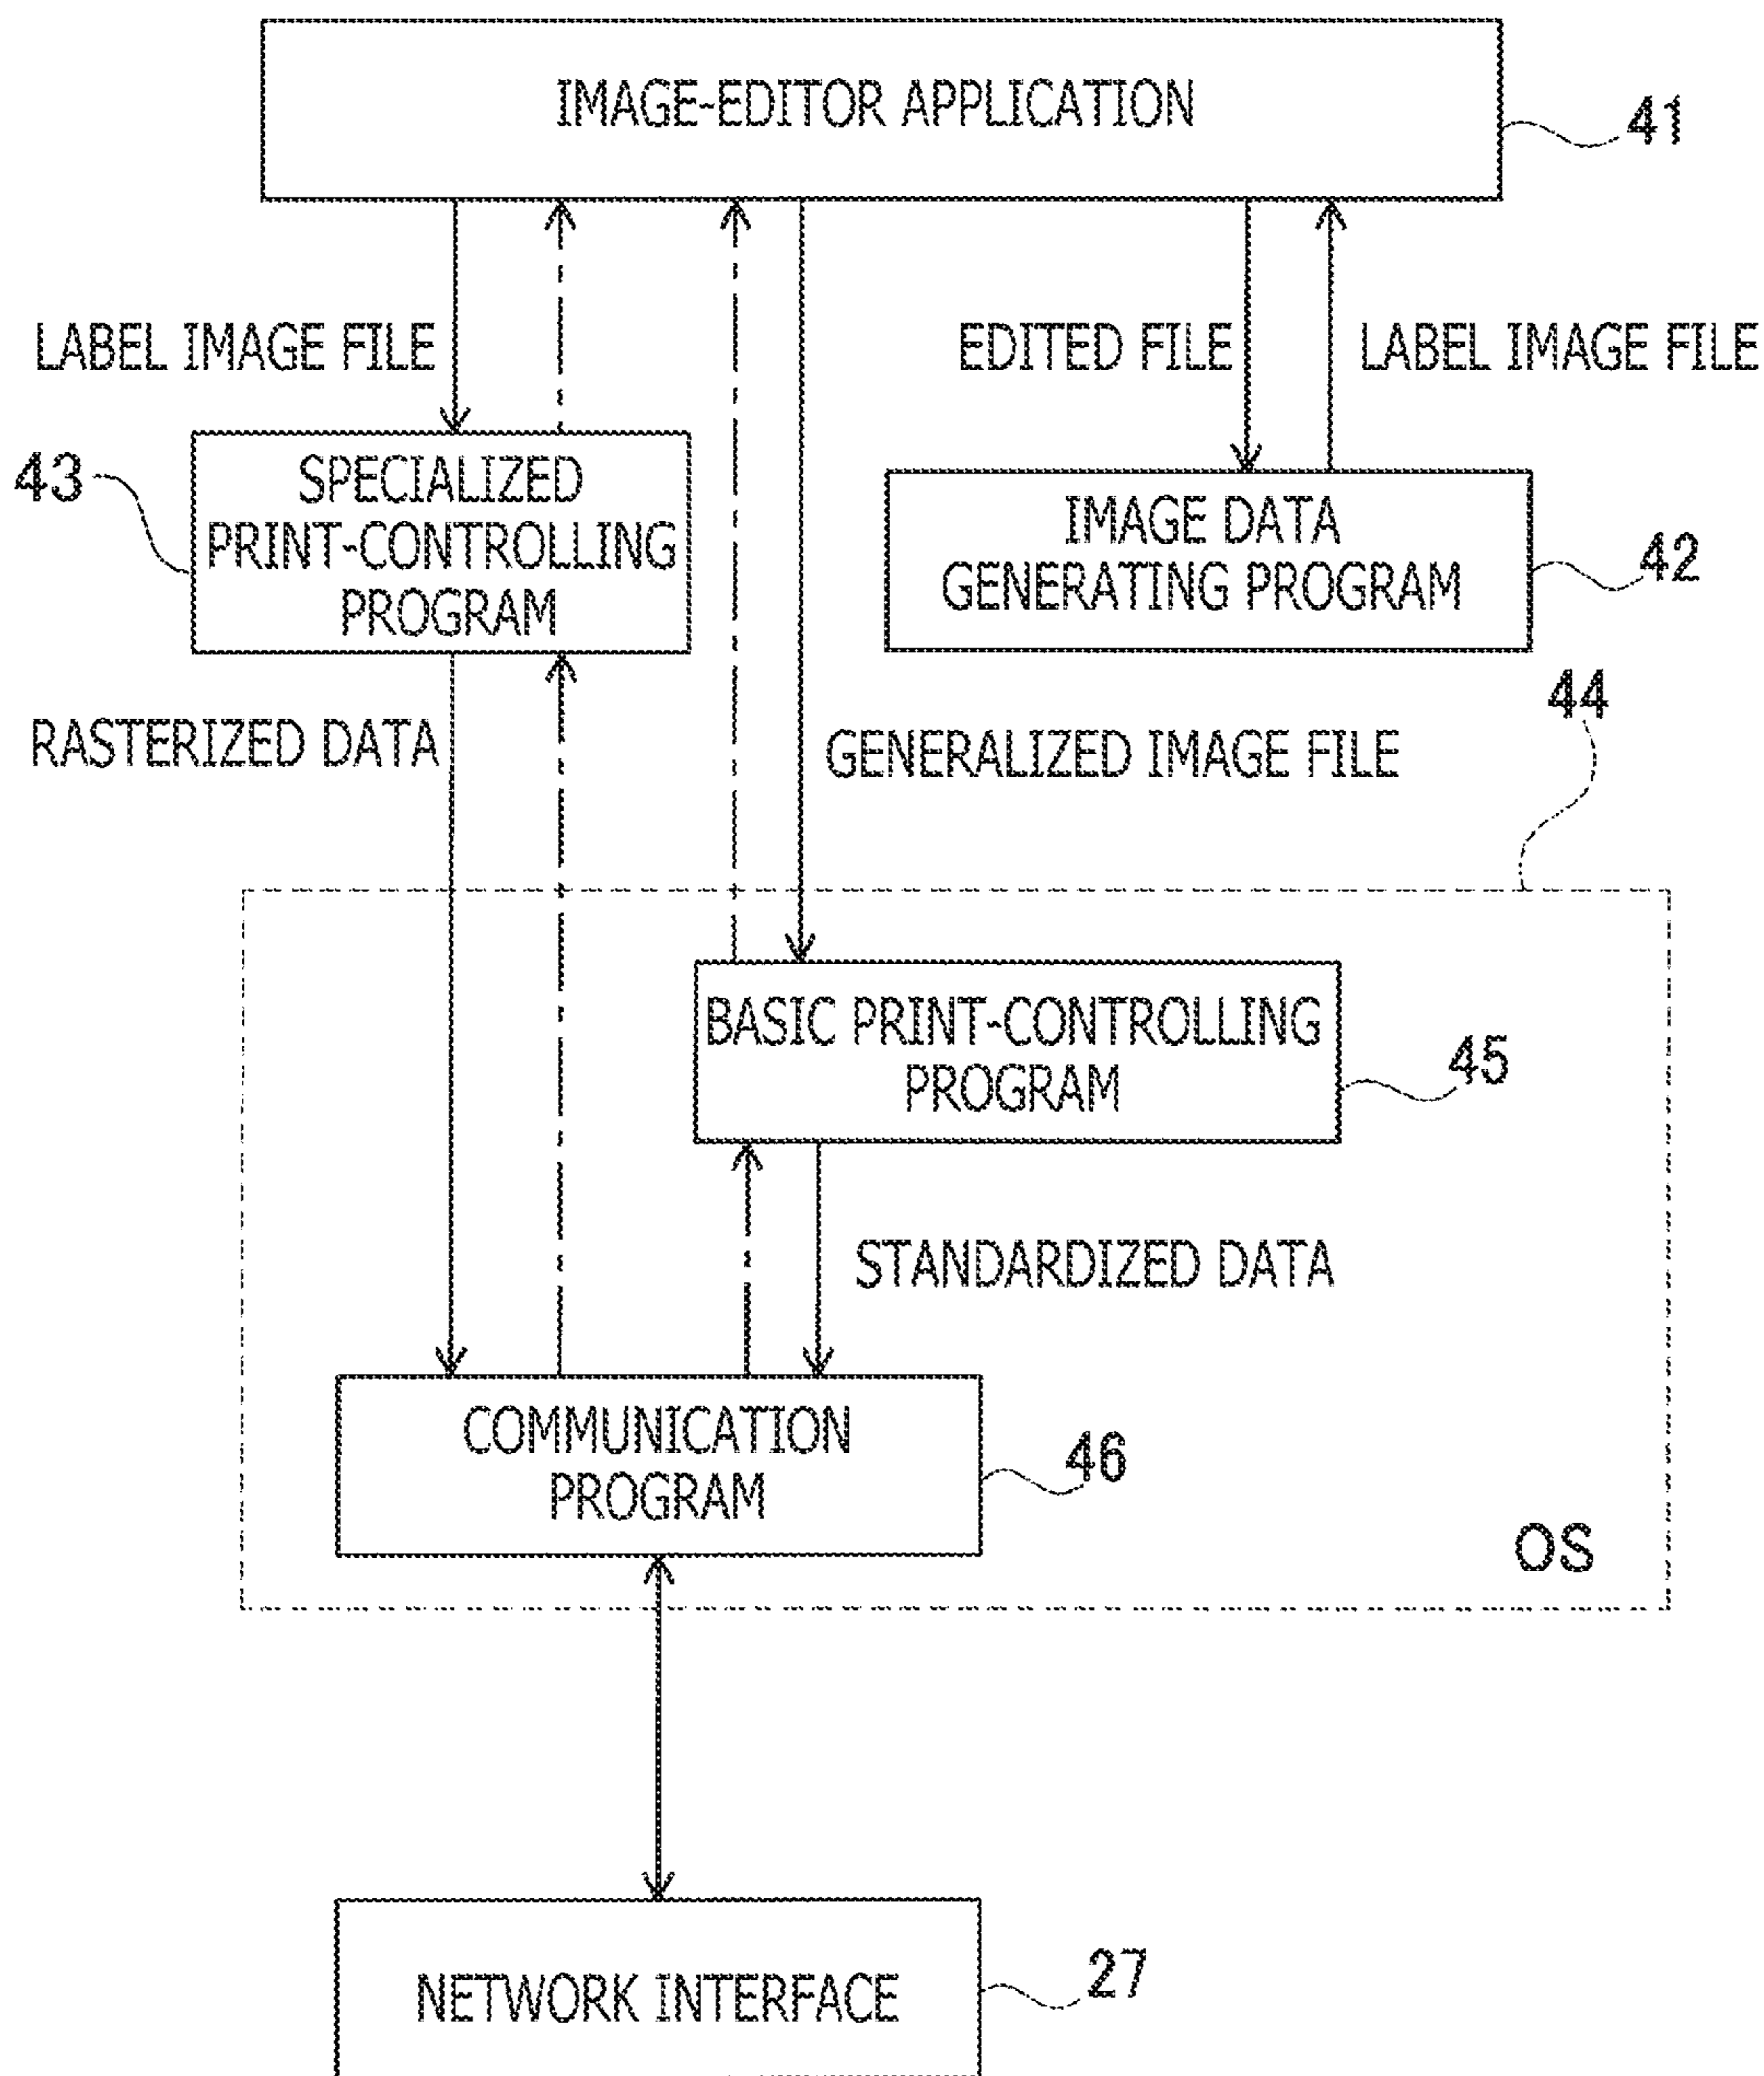 IMAGE-EDITOR APPLICATION
41
LABEL IMAGE FILE
EDITED FILE
LABEL IMAGE FILE
43
SPECIALIZED
PRINT-CONTROLLING
PROGRAM
IMAGE DATA
GENERATING PROGRAM
42
RASTERIZED DATA
GENERALIZED IMAGE FILE
44
BASIC PRINT-CONTROLLING
PROGRAM
45
STANDARDIZED DATA
COMMUNICATION
PROGRAM
46
OS
NETWORK INTERFACE
27